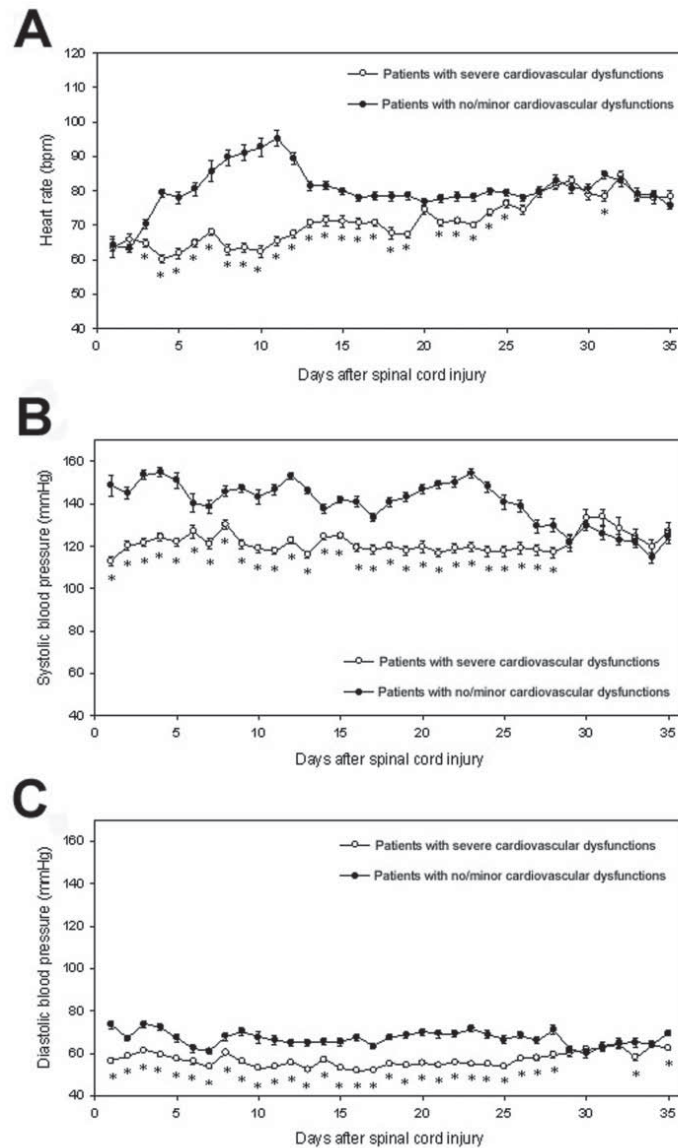 A
120
110
100
90
80
70
60
50
40
Heart rate (bpm)
Patients with severe cardiovascular dysfunctions
Patients with no/minor cardiovascular dysfunctions
* * * * * * * * * * * * * * * * * * * * * * *
0 5 10 15 20 25 30 35
Days after spinal cord injury
B
160
140
120
100
80
60
40
Systolic blood pressure (mmHg)
* * * * * * * * * * * * * * * * * * * * * * * * * * * *
Patients with severe cardiovascular dysfunctions
Patients with no/minor cardiovascular dysfunctions
0 5 10 15 20 25 30 35
Days after spinal cord injury
C
160
140
120
100
80
60
40
Diastolic blood pressure (mmHg)
Patients with severe cardiovascular dysfunctions
Patients with no/minor cardiovascular dysfunctions
* * * * * * * * * * * * * * * * * * * * * * * * * * * * * *
0 5 10 15 20 25 30 35
Days after spinal cord injury